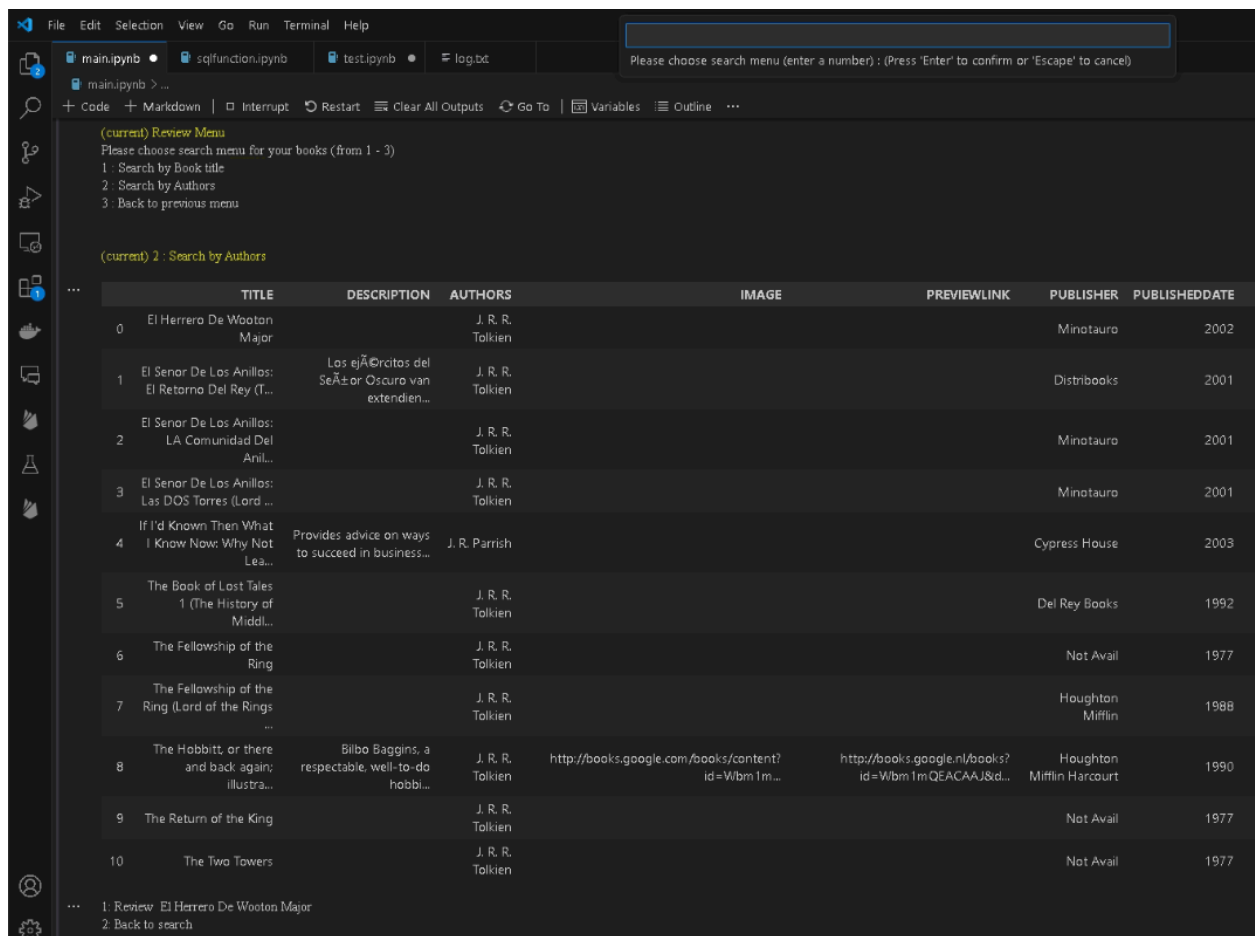 File Edit Selection View Go Run Terminal Help
main.ipynb sqlfunction.ipynb test.ipynb log.txt
Please choose search menu (enter a number) : (Press 'Enter' to confirm or 'Escape' to cancel)
main.ipynb > ...
+ Code + Markdown | Interrupt Restart Clear All Outputs Go To | Variables Outline ...
(current) Review Menu
Please choose search menu for your books (from 1 - 3)
1 : Search by Book title
2 : Search by Authors
3 : Back to previous menu
(current) 2 : Search by Authors
... TITLE DESCRIPTION AUTHORS IMAGE PREVIEWLINK PUBLISHER PUBLISHEDDATE
0 El Herrero De Wooton Major J. R. R. Tolkien Minotauro 2002
1 El Senor De Los Anillos: El Retorno Del Rey (T... Los ejÃ©rcitos del SeÃ±or Oscuro van extendien... J. R. R. Tolkien Distribooks 2001
2 El Senor De Los Anillos: LA Comunidad Del Anil... J. R. R. Tolkien Minotauro 2001
3 El Senor De Los Anillos: Las DOS Torres (Lord ... J. R. R. Tolkien Minotauro 2001
4 If I'd Known Then What I Know Now: Why Not Lea... Provides advice on ways to succeed in business... J. R. Parrish Cypress House 2003
5 The Book of Lost Tales 1 (The History of Middl... J. R. R. Tolkien Del Rey Books 1992
6 The Fellowship of the Ring J. R. R. Tolkien Not Avail 1977
7 The Fellowship of the Ring (Lord of the Rings ... J. R. R. Tolkien Houghton Mifflin 1988
8 The Hobbitt, or there and back again; illustra... Bilbo Baggins, a respectable, well-to-do hobbi... J. R. R. Tolkien http://books.google.com/books/content?id=Wbm1m... http://books.google.nl/books?id=Wbm1mQEACAAJ&d... Houghton Mifflin Harcourt 1990
9 The Return of the King J. R. R. Tolkien Not Avail 1977
10 The Two Towers J. R. R. Tolkien Not Avail 1977
... 1: Review El Herrero De Wooton Major
2: Back to search
2
1